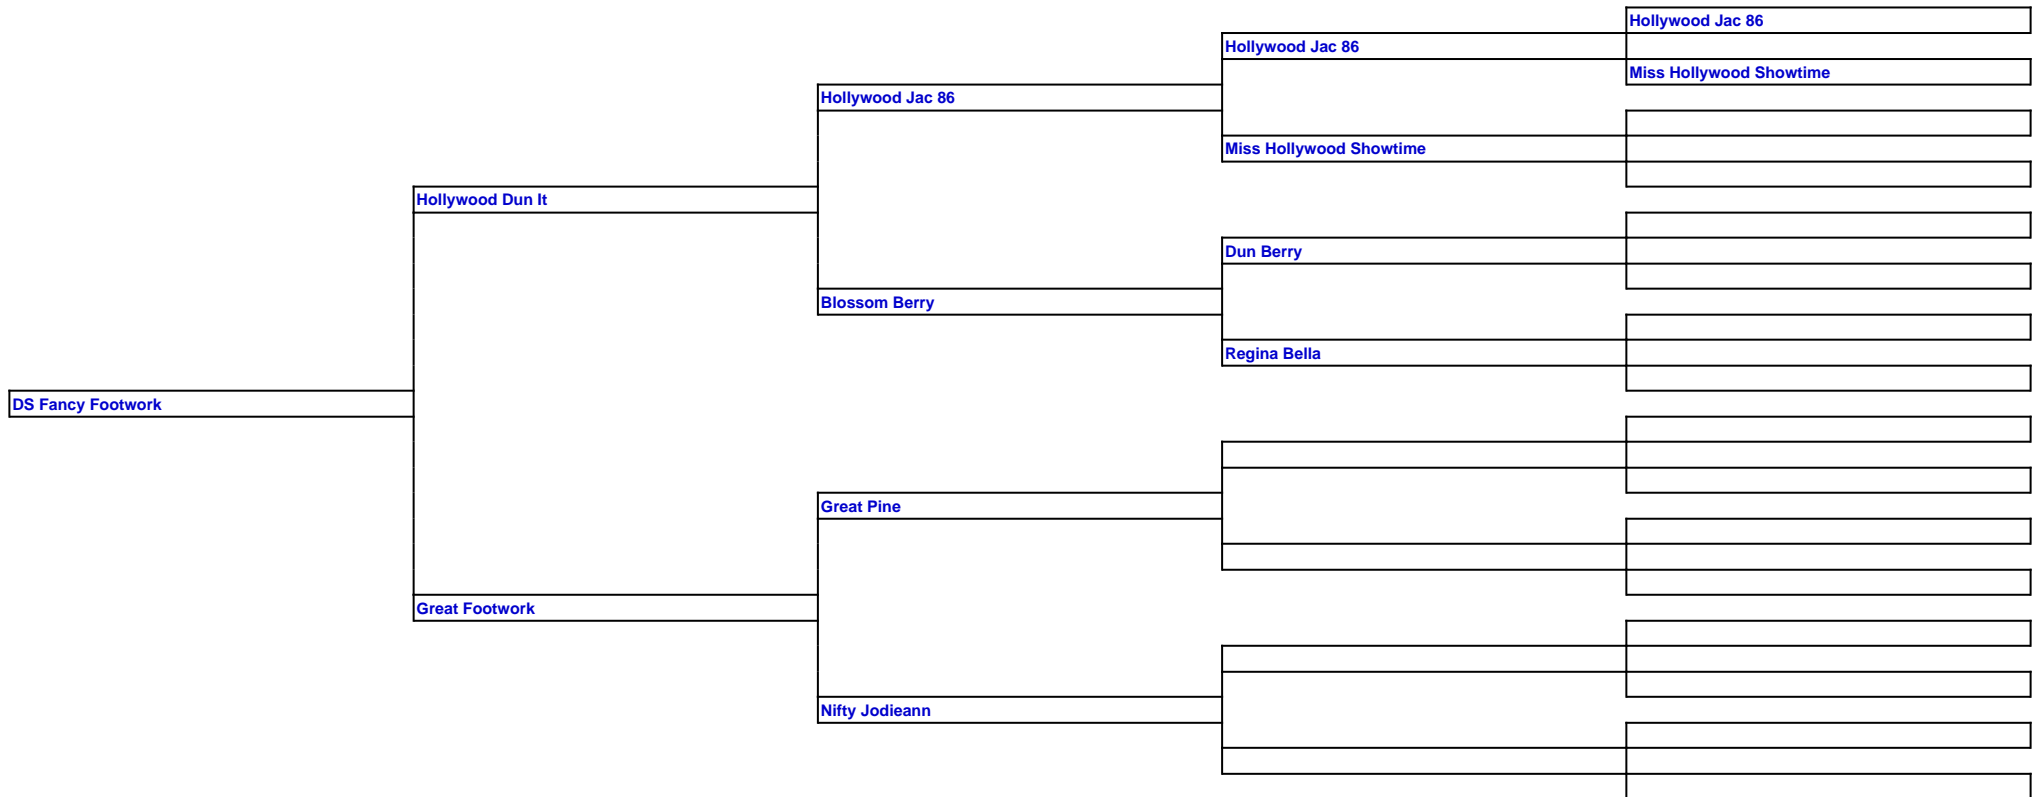 Hollywood Jac 86
Hollywood Jac 86
Miss Hollywood Showtime
Hollywood Jac 86
Miss Hollywood Showtime
Hollywood Dun It
Dun Berry
Blossom Berry
Regina Bella
DS Fancy Footwork
Great Pine
Great Footwork
Nifty Jodieann